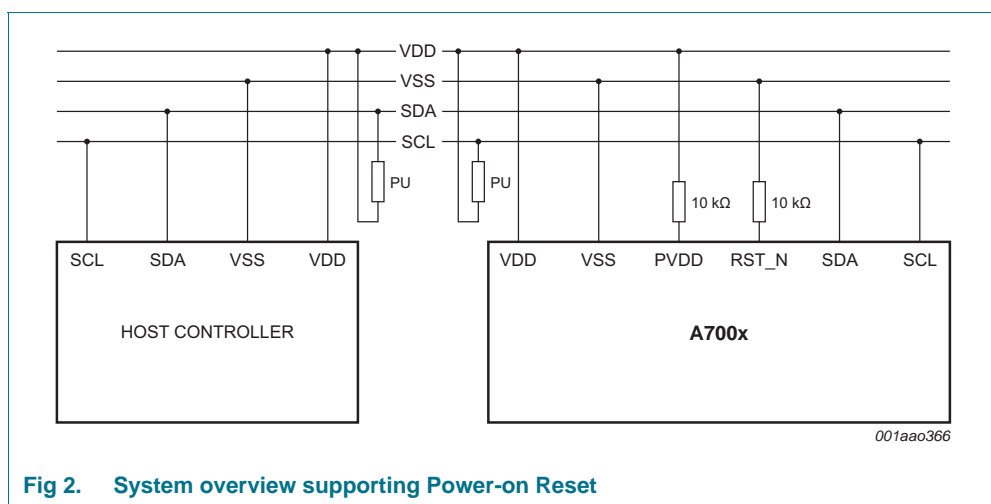 VDD
VSS
SDA
SCL
PU
PU
10 kΩ
10 kΩ
SCL SDA VSS VDD
VDD VSS PVDD RST_N SDA SCL
HOST CONTROLLER
A700x
001aao366
Fig 2. System overview supporting Power-on Reset